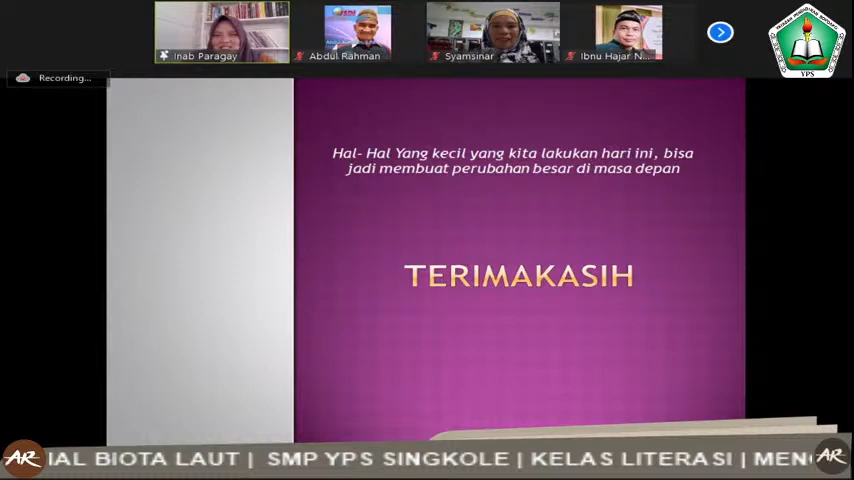 Inab Paragay
Abdul Rahman
Syamsinar
Ibnu Hajar N...
YPS
Recording...
Hal- Hal Yang kecil yang kita lakukan hari ini, bisa
jadi membuat perubahan besar di masa depan
TERIMAKASIH
AR IAL BIOTA LAUT | SMP YPS SINGKOLE | KELAS LITERASI | MEN AR